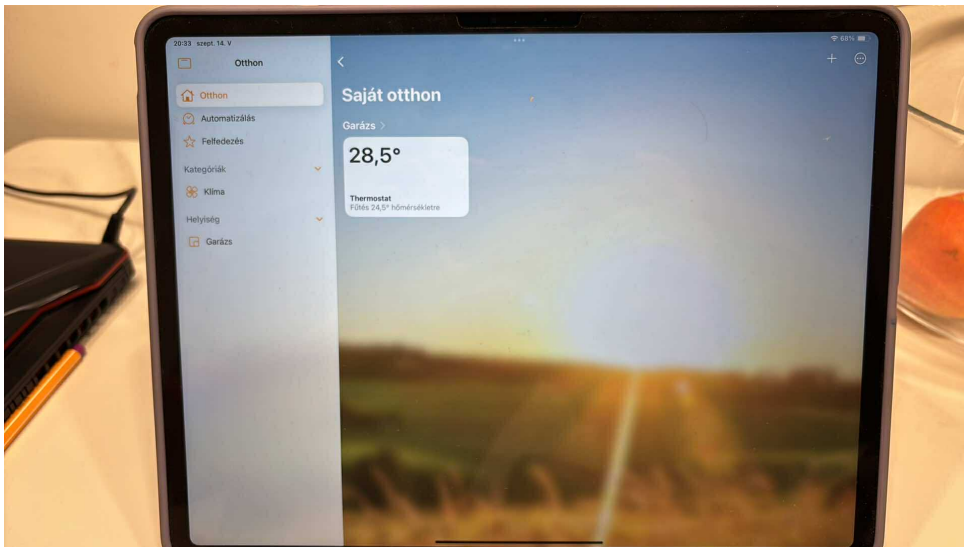 20:33 szept. 14. V
68%
Otthon
Otthon
Automatizálás
Felfedezés
Kategóriák
Klíma
Helyiség
Garázs
Saját otthon
Garázs
28,5°
Thermostat
Fűtés 24,5° hőmérsékletre